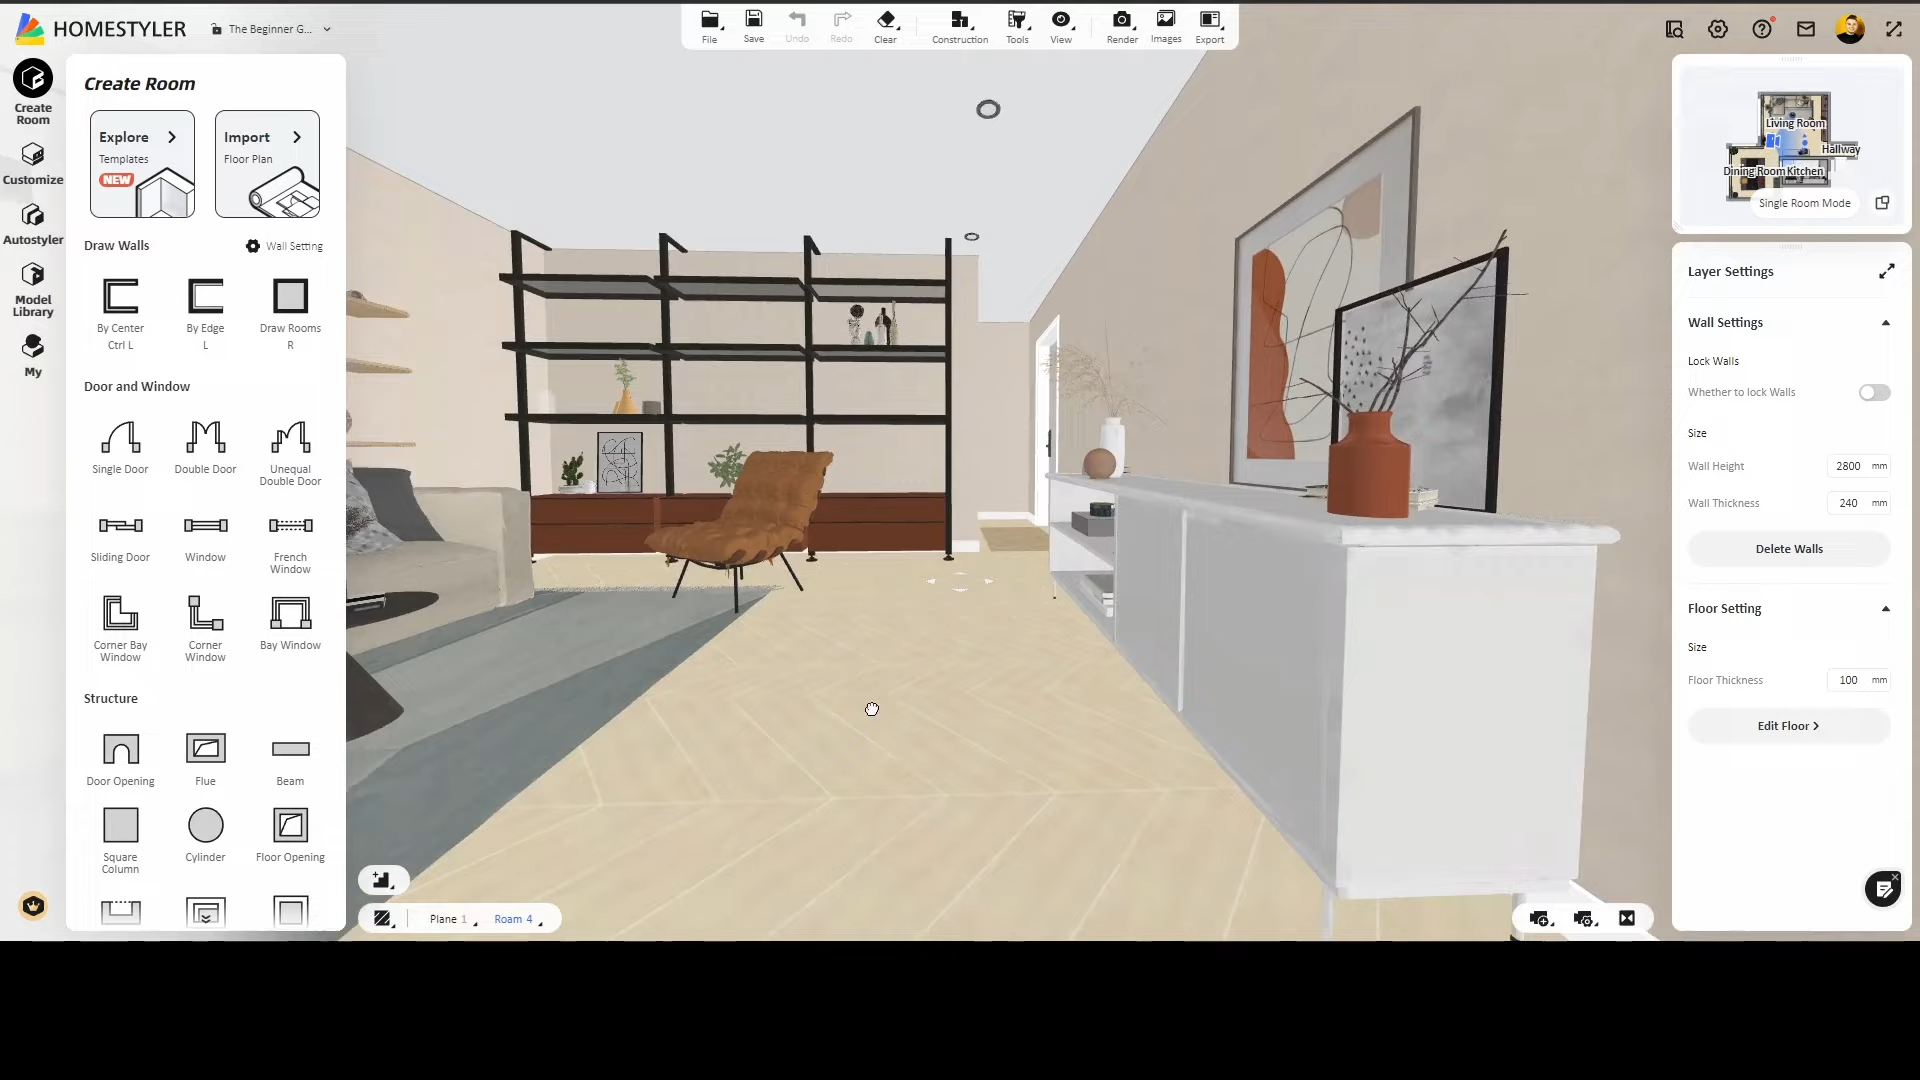 HOMESTYLER
The Beginner G...
File
Save
Undo
Redo
Clear
Construction
Tools
View
Render
Images
Export
Create
Room
Customize
Autostyler
Model
Library
My
Create Room
Explore
Templates
NEW
Import
Floor Plan
Draw Walls
Wall Setting
By Center
Ctrl L
By Edge
L
Draw Rooms
R
Door and Window
Single Door
Double Door
Unequal
Double Door
Sliding Door
Window
French
Window
Corner Bay
Window
Corner
Window
Bay Window
Structure
Door Opening
Flue
Beam
Square
Column
Cylinder
Floor Opening
Plane 1
Roam 4
Living Room
Hallway
Dining Room
Kitchen
Single Room Mode
Layer Settings
Wall Settings
Lock Walls
Whether to lock Walls
Size
Wall Height
2800 mm
Wall Thickness
240 mm
Delete Walls
Floor Setting
Size
Floor Thickness
100 mm
Edit Floor >